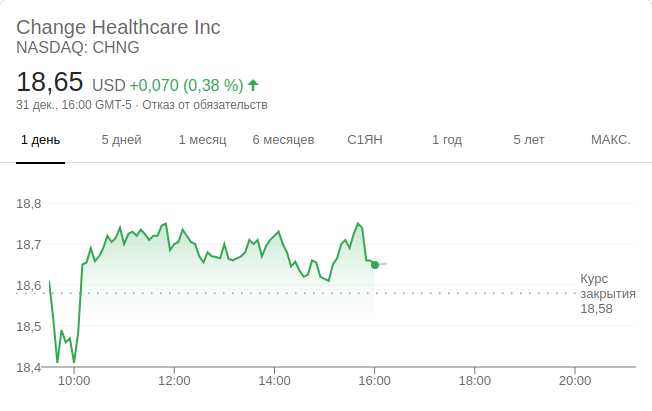 Change Healthcare Inc
NASDAQ: CHNG
18,65 USD +0,070 (0,38 %)
31 дек., 16:00 GMT-5 · Отказ от обязательств
1 день 5 дней 1 месяц 6 месяцев С1ЯН 1 год 5 лет МАКС.
18,8
18,7
18,6
18,5
18,4
Курс
закрытия
18,58
10:00 12:00 14:00 16:00 18:00 20:00